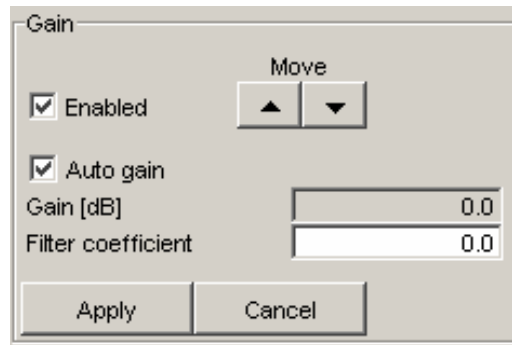 Gain
Move
Enabled
Auto gain
Gain [dB] 0.0
Filter coefficient 0.0
Apply Cancel